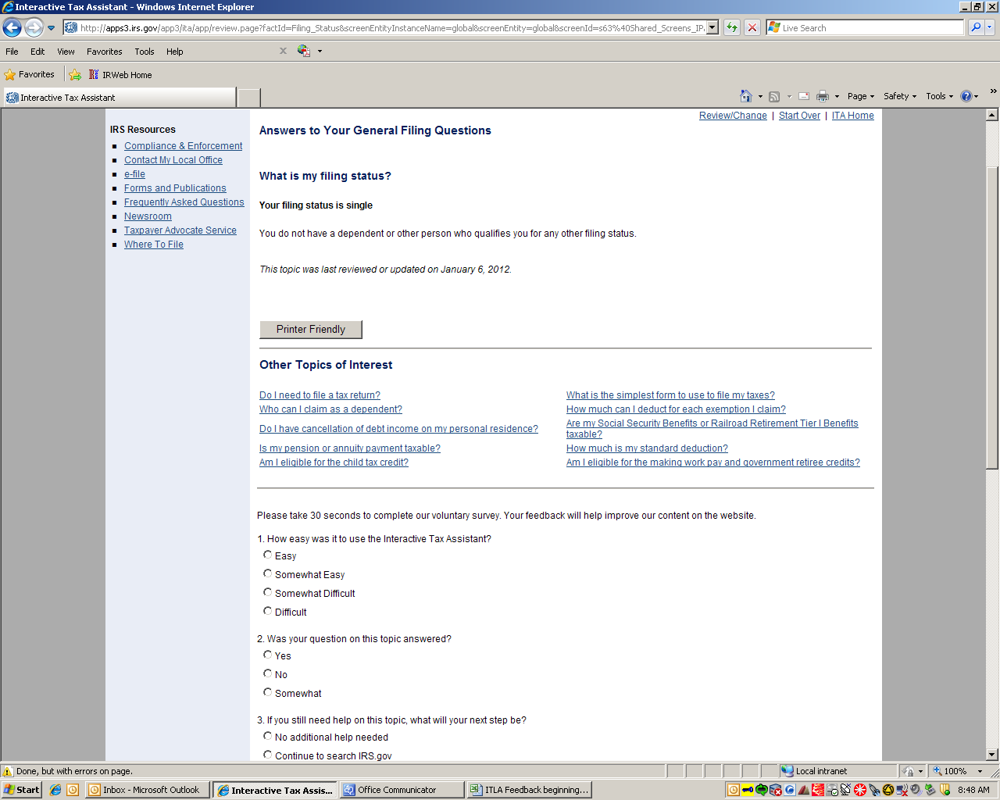 Interactive Tax Assistant - Windows Internet Explorer
http://apps3.irs.gov/app3/ita/app/review.page?factId=Filing_Status&screenEntityInstanceName=global&screenEntity=global&screenId=s63%40Shared_Screens_IP
Live Search
File Edit View Favorites Tools Help
Favorites IRWeb Home
Interactive Tax Assistant
Page Safety Tools
Review/Change | Start Over | ITA Home
IRS Resources
Compliance & Enforcement
Contact My Local Office
e-file
Forms and Publications
Frequently Asked Questions
Newsroom
Taxpayer Advocate Service
Where To File
Answers to Your General Filing Questions
What is my filing status?
Your filing status is single
You do not have a dependent or other person who qualifies you for any other filing status.
This topic was last reviewed or updated on January 6, 2012.
Printer Friendly
Other Topics of Interest
Do I need to file a tax return?
What is the simplest form to use to file my taxes?
Who can I claim as a dependent?
How much can I deduct for each exemption I claim?
Do I have cancellation of debt income on my personal residence?
Are my Social Security Benefits or Railroad Retirement Tier I Benefits
taxable?
Is my pension or annuity payment taxable?
How much is my standard deduction?
Am I eligible for the child tax credit?
Am I eligible for the making work pay and government retiree credits?
Please take 30 seconds to complete our voluntary survey. Your feedback will help improve our content on the website.
1. How easy was it to use the Interactive Tax Assistant?
Easy
Somewhat Easy
Somewhat Difficult
Difficult
2. Was your question on this topic answered?
Yes
No
Somewhat
3. If you still need help on this topic, what will your next step be?
No additional help needed
Continue to search IRS.gov
Done, but with errors on page.
Local intranet
100%
Start
Inbox - Microsoft Outlook
Interactive Tax Assis...
Office Communicator
ITLA Feedback beginning...
8:48 AM